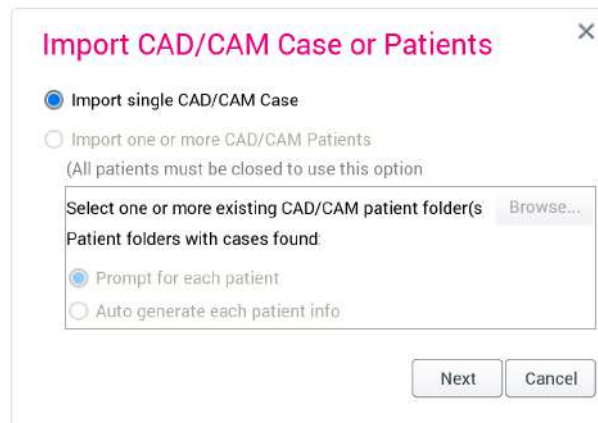 Import CAD/CAM Case or Patients
Import single CAD/CAM Case
Import one or more CAD/CAM Patients
(All patients must be closed to use this option
Select one or more existing CAD/CAM patient folder(s Browse...
Patient folders with cases found:
Prompt for each patient
Auto generate each patient info
Next Cancel